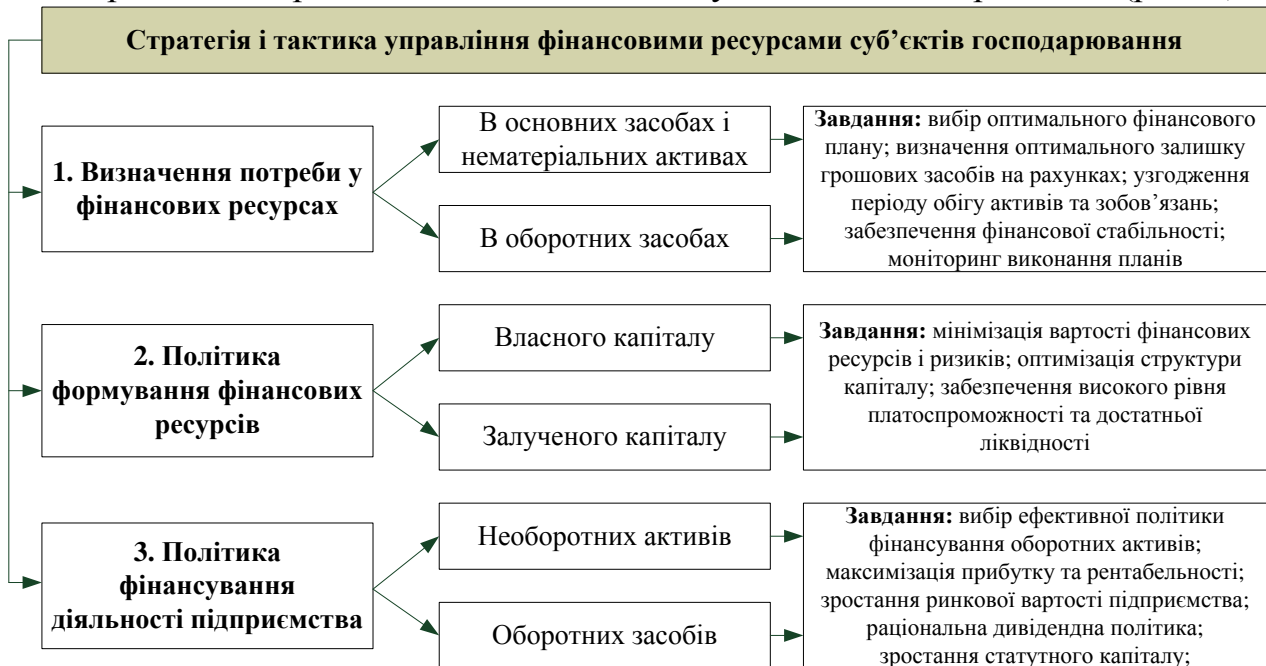 Стратегія і тактика управління фінансовими ресурсами суб’єктів господарювання
1. Визначення потреби у
фінансових ресурсах
В основних засобах і
нематеріальних активах
В оборотних засобах
Завдання: вибір оптимального фінансового
плану; визначення оптимального залишку
грошових засобів на рахунках; узгодження
періоду обігу активів та зобов’язань;
забезпечення фінансової стабільності;
моніторинг виконання планів
2. Політика
формування фінансових
ресурсів
Власного капіталу
Залученого капіталу
Завдання: мінімізація вартості фінансових
ресурсів і ризиків; оптимізація структури
капіталу; забезпечення високого рівня
платоспроможності та достатньої
ліквідності
3. Політика
фінансування
діяльності підприємства
Необоротних активів
Оборотних засобів
Завдання: вибір ефективної політики
фінансування оборотних активів;
максимізація прибутку та рентабельності;
зростання ринкової вартості підприємства;
раціональна дивідендна політика;
зростання статутного капіталу;